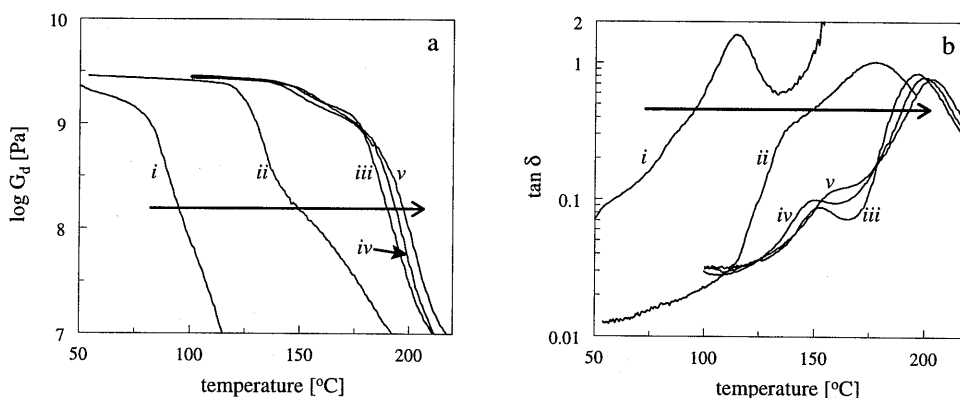 10
9
8
7
log G_d [Pa]
a
i
ii
iii
v
iv
50
100
150
200
temperature [°C]
1
0.1
0.01
tan δ
b
i
ii
v
iv
iii
50
100
150
200
temperature [°C]